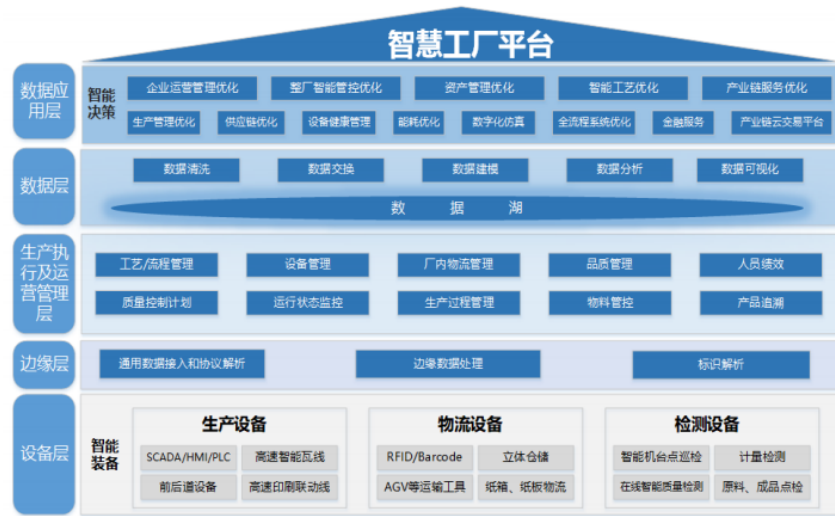 智慧工厂平台
数据应用层
智能决策
企业运营管理优化 整厂智能管控优化 资产管理优化 智能工艺优化 产业链服务优化
生产管理优化 供应链优化 设备健康管理 能耗优化 数字化仿真 全流程系统优化 金融服务 产业链云交易平台
数据层
数据清洗 数据交换 数据建模 数据分析 数据可视化
数 据 湖
生产执行及运营管理层
工艺/流程管理 设备管理 厂内物流管理 品质管理 人员绩效
质量控制计划 运行状态监控 生产过程管理 物料管控 产品追溯
边缘层
通用数据接入和协议解析 边缘数据处理 标识解析
设备层
智能装备
生产设备 物流设备 检测设备
SCADA/HMI/PLC 高速智能瓦线 RFID/Barcode 立体仓储 智能机台点巡检 计量检测
前后道设备 高速印刷联动线 AGV等运输工具 纸箱、纸板物流 在线智能质量检测 原料、成品点检